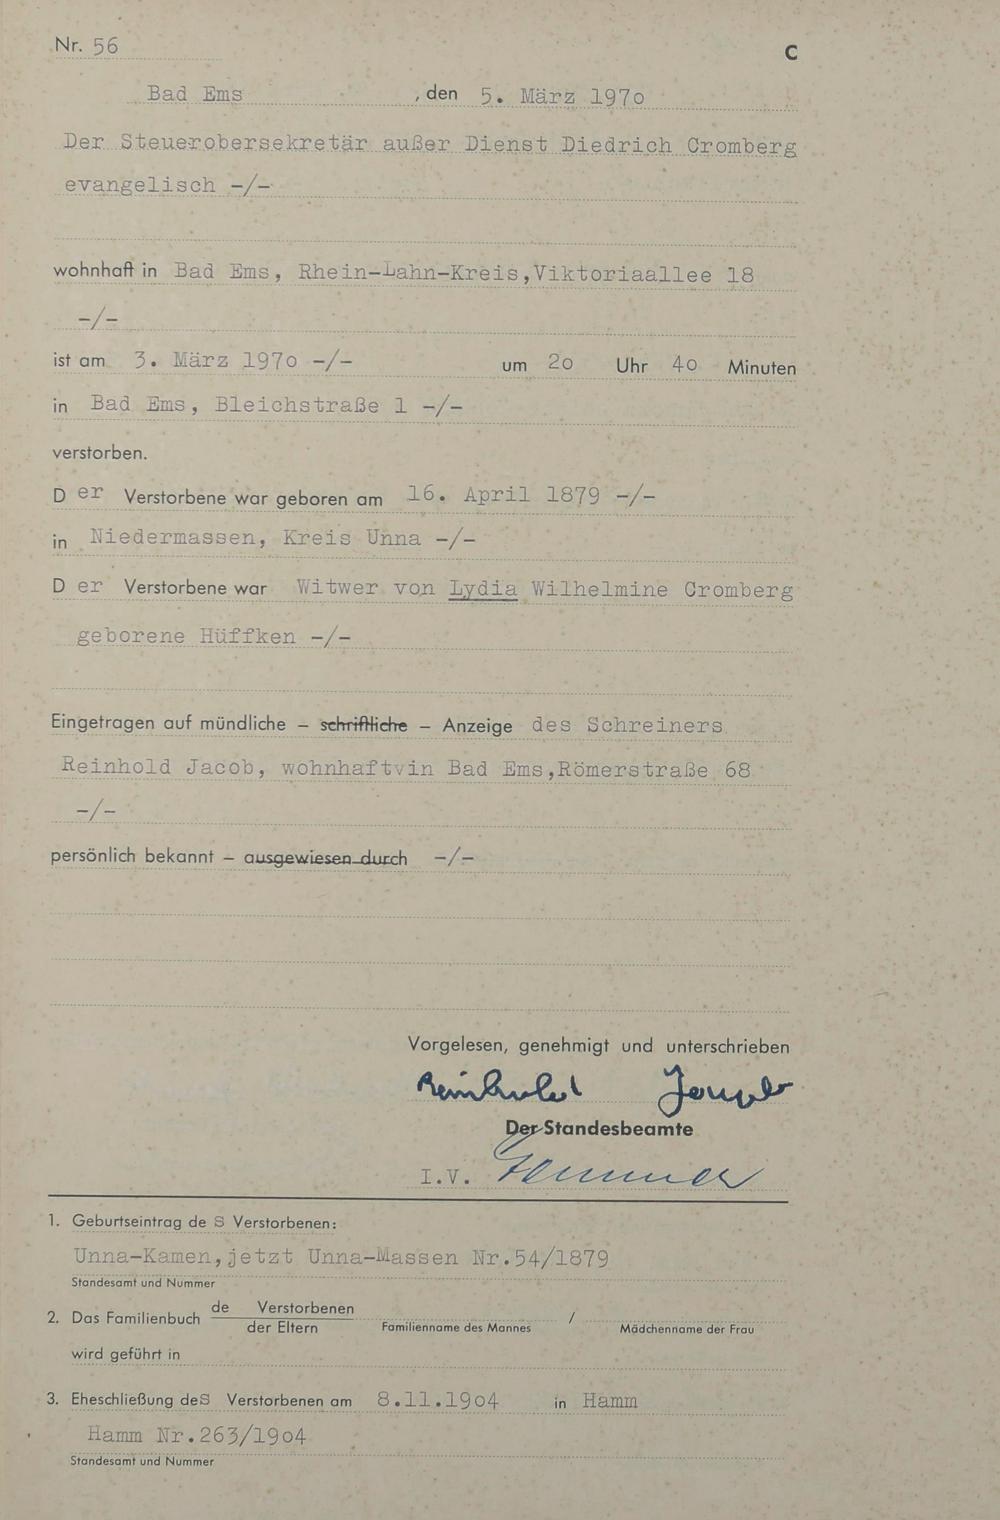 Nr. 56
C
Bad Ems , den 5. März 197o
Der Steuerobersekretär außer Dienst Diedrich Cromberg
evangelisch -/-
wohnhaft in Bad Ems, Rhein-Lahn-Kreis,Viktoriaallee 18
-/-
ist am 3. März 197o -/- um 2o Uhr 4o Minuten
in Bad Ems, Bleichstraße 1 -/-
verstorben.
D er Verstorbene war geboren am 16. April 1879 -/-
in Niedermassen, Kreis Unna -/-
D er Verstorbene war Witwer von Lydia Wilhelmine Cromberg
geborene Hüffken -/-
Eingetragen auf mündliche – schriftliche – Anzeige des Schreiners
Reinhold Jacob, wohnhaftvin Bad Ems,Römerstraße 68
-/-
persönlich bekannt – ausgewiesen durch -/-
Vorgelesen, genehmigt und unterschrieben
Reinhold
Der Standesbeamte
I.V.
1. Geburtseintrag de S Verstorbenen:
Unna-Kamen,jetzt Unna-Massen Nr.54/1879
Standesamt und Nummer
2. Das Familienbuch de Verstorbenen /
der Eltern Familienname des Mannes Mädchenname der Frau
wird geführt in
3. Eheschließung deS Verstorbenen am 8.11.19o4 in Hamm
Hamm Nr.263/19o4
Standesamt und Nummer